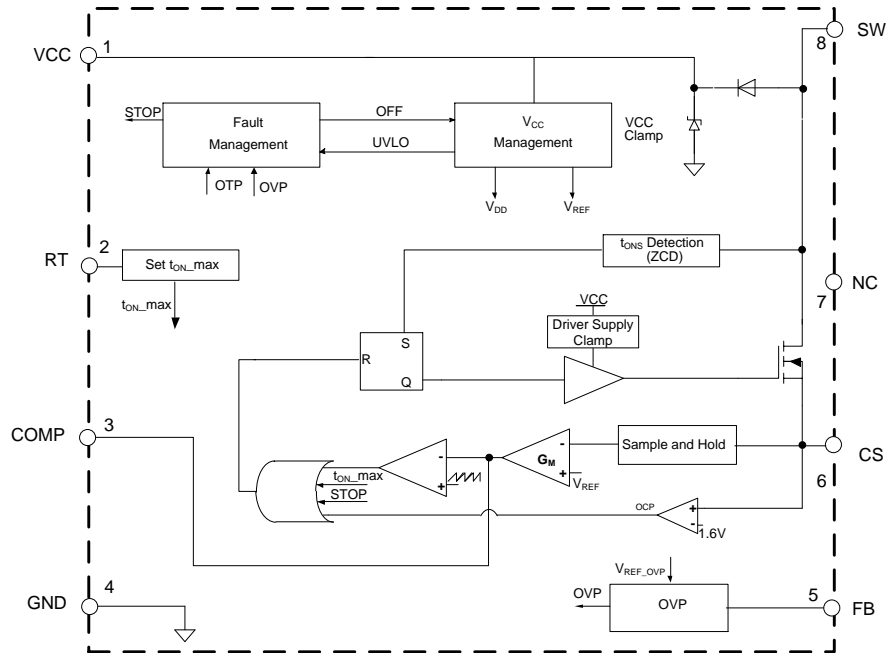 SW
8
VCC
1
STOP
Fault
Management
OFF
UVLO
VCC
Management
VCC
Clamp
OTP
OVP
VDD
VREF
RT
2
Set tON_max
tON_max
tONS Detection
(ZCD)
NC
7
VCC
Driver Supply
Clamp
S
R
Q
COMP
3
Sample and Hold
CS
6
-
GM
+
VREF
-
+
tON_max
STOP
OCP
+
-
1.6V
GND
4
VREF_OVP
OVP
OVP
5
FB